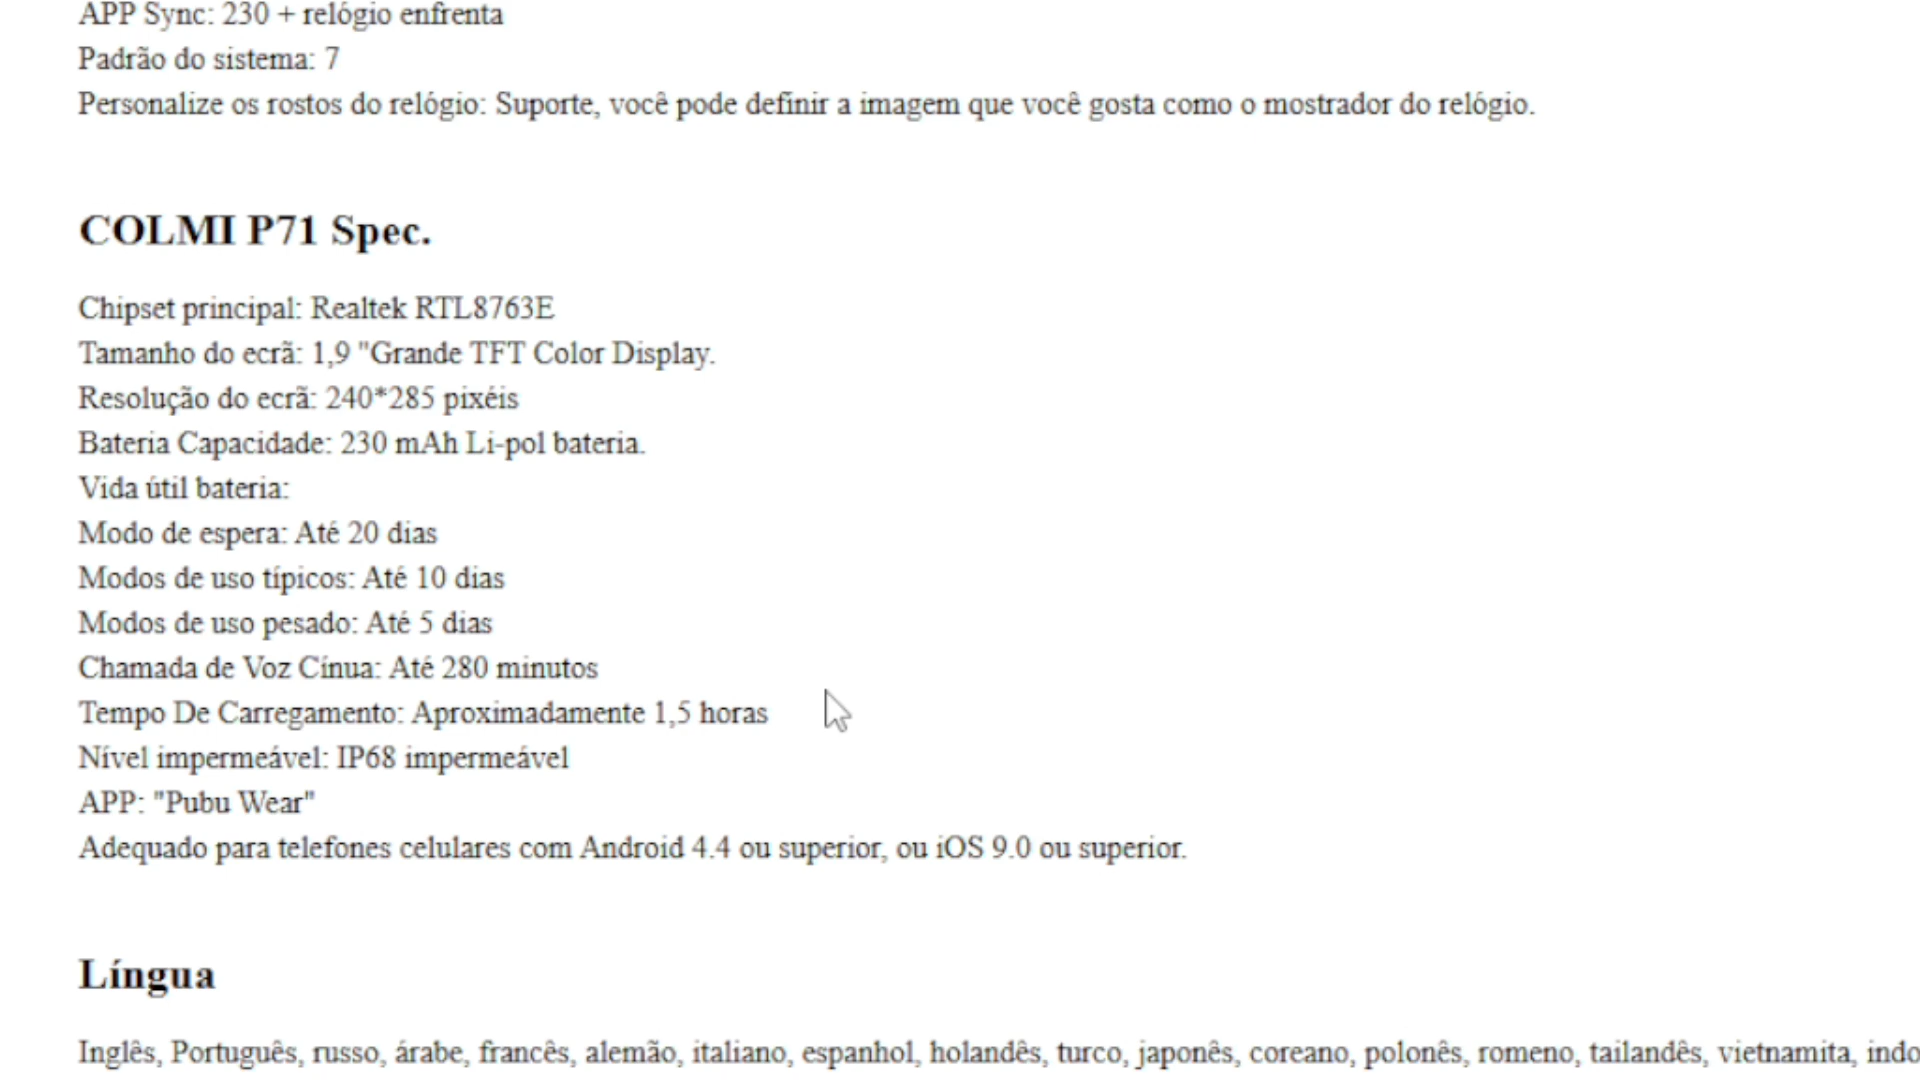 APP Sync: 230 + relógio enfrenta
Padrão do sistema: 7
Personalize os rostos do relógio: Suporte, você pode definir a imagem que você gosta como o mostrador do relógio.
COLMI P71 Spec.
Chipset principal: Realtek RTL8763E
Tamanho do ecrã: 1,9 "Grande TFT Color Display.
Resolução do ecrã: 240*285 pixéis
Bateria Capacidade: 230 mAh Li-pol bateria.
Vida útil bateria:
Modo de espera: Até 20 dias
Modos de uso típicos: Até 10 dias
Modos de uso pesado: Até 5 dias
Chamada de Voz Cínua: Até 280 minutos
Tempo De Carregamento: Aproximadamente 1,5 horas
Nível impermeável: IP68 impermeável
APP: "Pubu Wear"
Adequado para telefones celulares com Android 4.4 ou superior, ou iOS 9.0 ou superior.
Língua
Inglês, Português, russo, árabe, francês, alemão, italiano, espanhol, holandês, turco, japonês, coreano, polonês, romeno, tailandês, vietnamita, indo